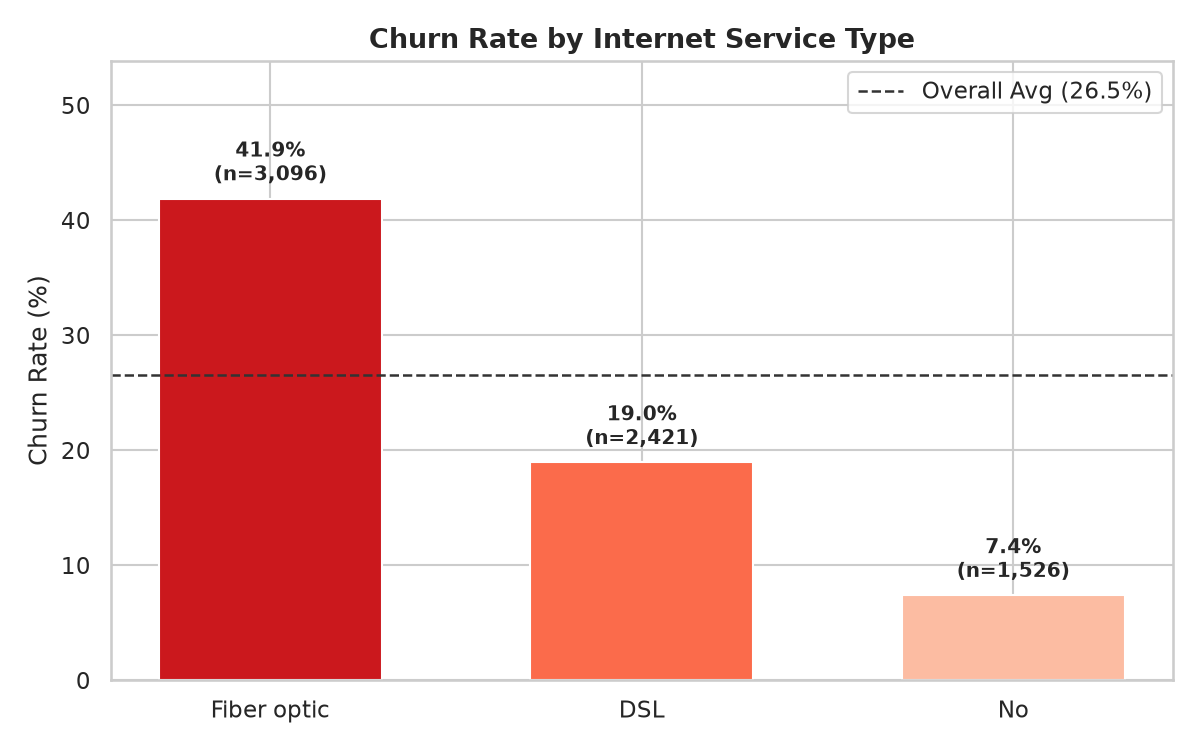 Churn Rate by Internet Service Type
Overall Avg (26.5%)
Churn Rate (%)
50
40
30
20
10
0
41.9%
(n=3,096)
19.0%
(n=2,421)
7.4%
(n=1,526)
Fiber optic
DSL
No